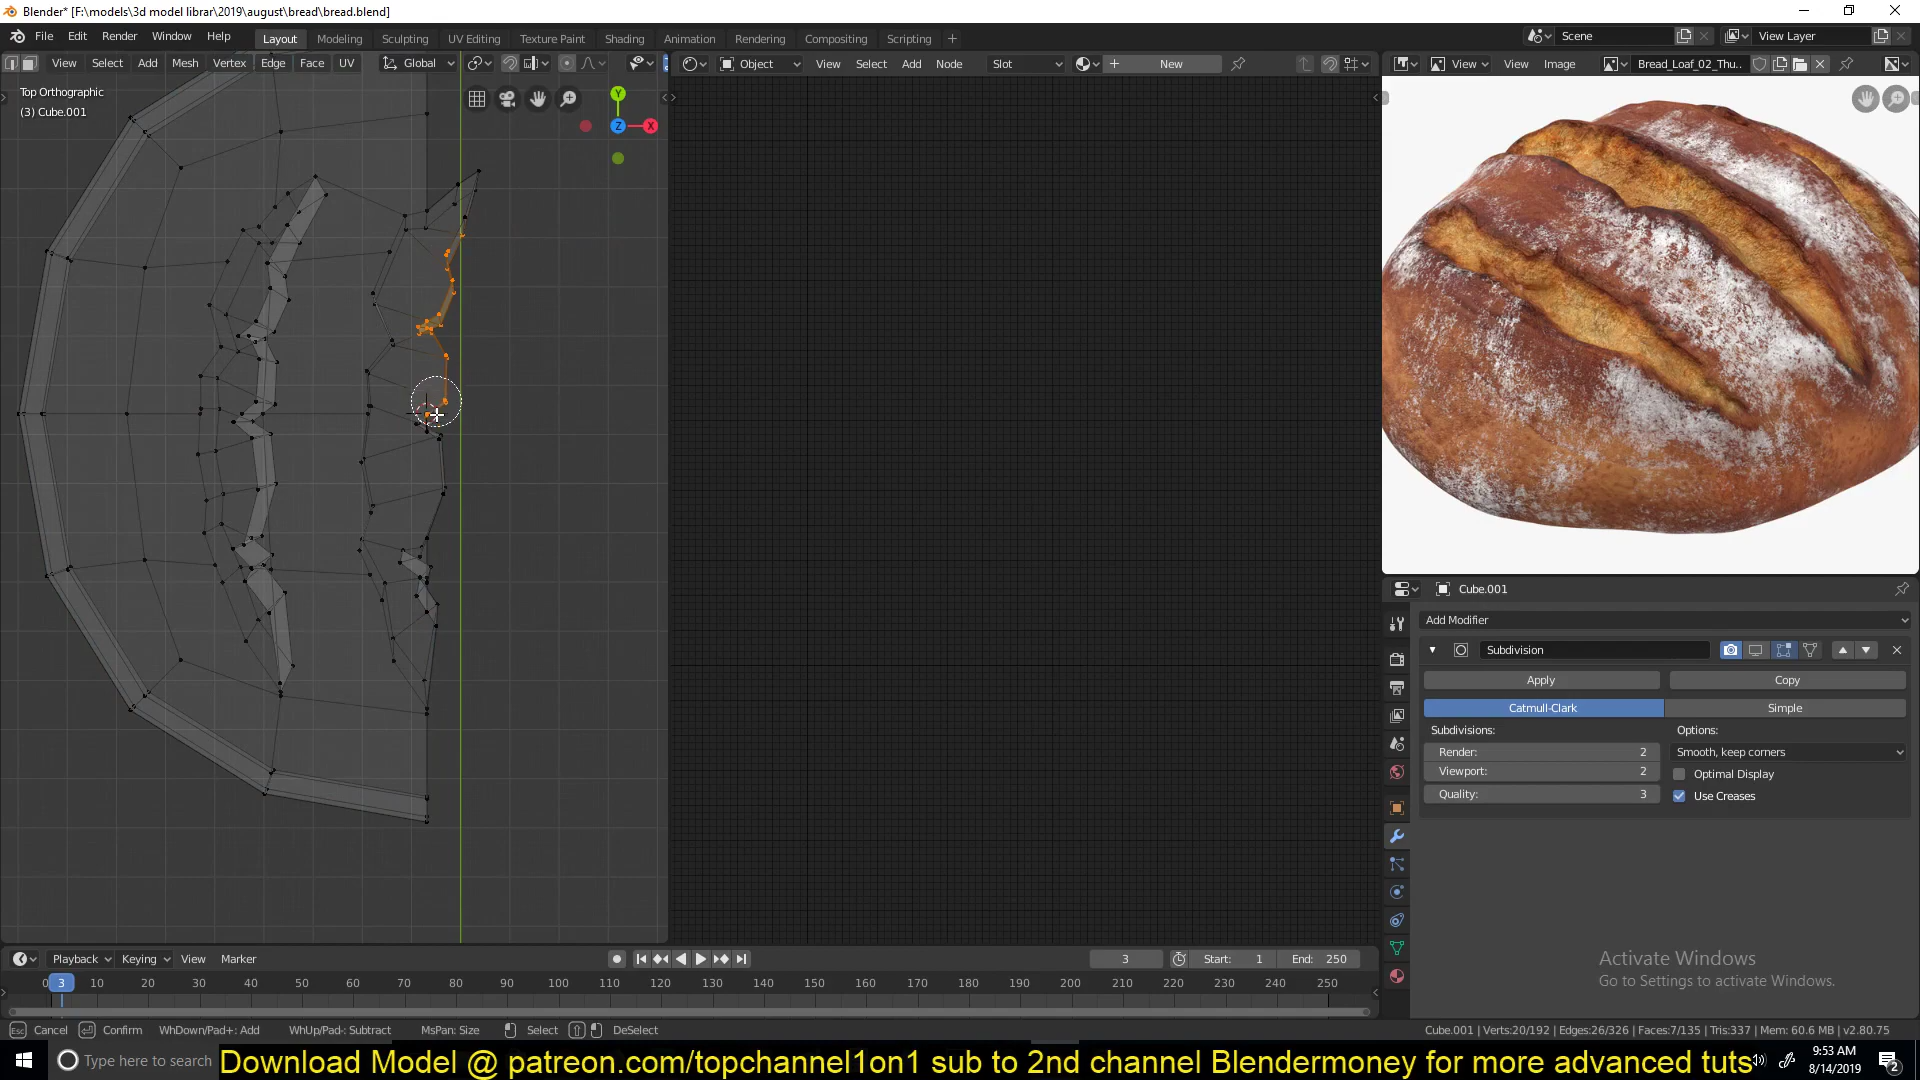 Blender* [F:\models\3d model librar\2019\august\bread\bread.blend]
File Edit Render Window Help Layout Modeling Sculpting UV Editing Texture Paint Shading Animation Rendering Compositing Scripting Scene View Layer
View Select Add Mesh Vertex Edge Face UV Global Object View Select Add Node Slot New View View Image Bread_Loaf_02_Thu..
Top Orthographic
(3) Cube.001
Y
Z X
Cube.001
Add Modifier
Subdivision
Apply Copy
Catmull-Clark Simple
Subdivisions: Options:
Render: 2 Smooth, keep corners
Viewport: 2 Optimal Display
Quality: 3 Use Creases
Activate Windows
Go to Settings to activate Windows.
Playback Keying View Marker 3 Start: 1 End: 250
0 3 10 20 30 40 50 60 70 80 90 100 110 120 130 140 150 160 170 180 190 200 210 220 230 240 250
Esc Cancel Confirm WhDown/Pad+: Add WhUp/Pad-: Subtract MsPan: Size Select DeSelect Cube.001 | Verts:20/192 | Edges:26/326 | Faces:7/135 | Tris:337 | Mem: 60.6 MB | v2.80.75
Type here to search Download Model @ patreon.com/topchannel1on1 sub to 2nd channel Blendermoney for more advanced tuts 9:53 AM
8/14/2019 2